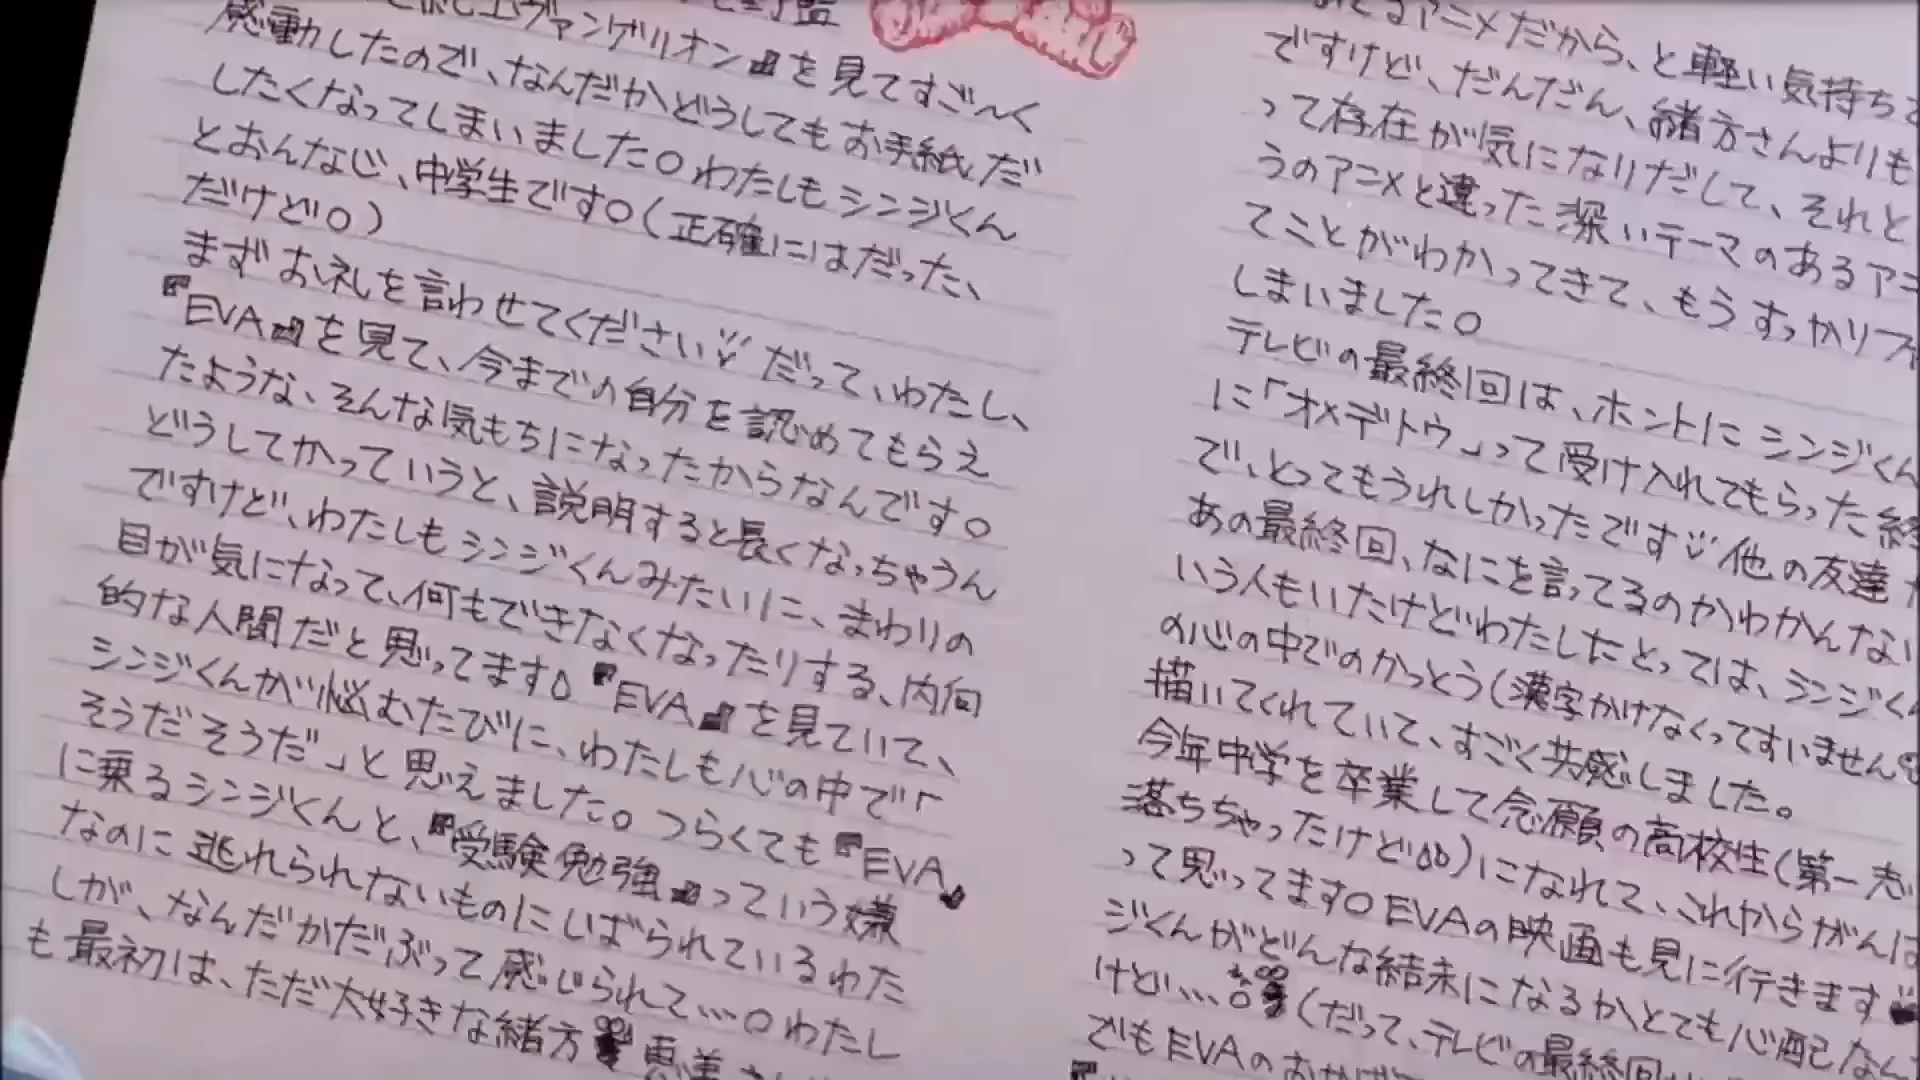 ヴァンゲリオン』を見てすご〜く
感動したので、なんだかどうしてもお手紙だ
したくなってしまいました。わたしもシンジくん
とおんなじ、中学生です。(正確にはだった、
だけど。)
まずお礼を言わせてください だって、わたし、
『EVA』を見て、今までの自分を認めてもらえ
たような、そんな気もちになったからなんです。
どうしてかっていうと、説明すると長くなっちゃうん
ですけど、わたしもシンジくんみたいに、まわりの
目が気になって、何もできなくなったりする、内向
的な人間だと思ってます。『EVA』を見ていて、
シンジくんが悩むたびに、わたしも心の中で「
そうだそうだ」と思えました。つらくても『EVA』
に乗るシンジくんと、『受験勉強』っていう嫌
なのに逃れられないものにしばられているわた
しが、なんだかだぶって感じられて…。わたし
も最初は、ただ大好きな緒方恵美
アニメだから、と軽い気持ち
ですけど、だんだん、緒方さんよりも
って存在が気になりだして、それと
うのアニメと違った深いテーマのあるアニ
てことがわかってきて、もうすっかりファ
しまいました。
テレビの最終回は、ホントにシンジくん
に「オメデトウ」って受け入れてもらった終
で、とってもうれしかったです 他の友達
あの最終回、なにを言ってるのかわかんない
いう人もいたけどわたしたとっては、シンジくん
の心の中でのかっとう(漢字かけなくってすいません
描いてくれていて、すごく共感しました。
今年中学を卒業して念願の高校生(第一志
落ちちゃったけど)になれて、これからがんば
って思ってます。EVAの映画も見に行きます
ジくんがどんな結末になるかとても心配なん
けど… (だって、テレビの最終回
でもEVAのおかげ